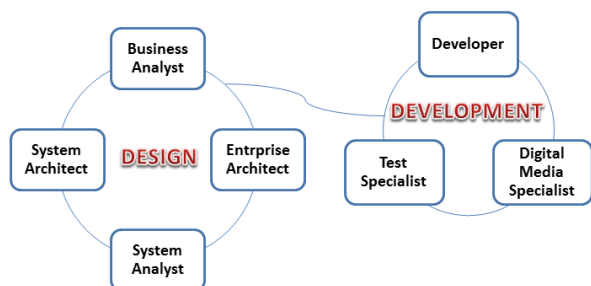 Business
Analyst
System
Architect
DESIGN
Entrprise
Architect
System
Analyst
Developer
DEVELOPMENT
Test
Specialist
Digital
Media
Specialist